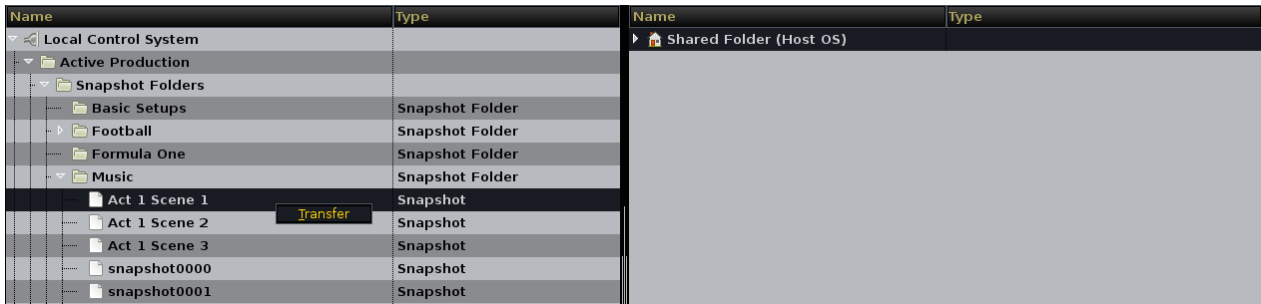 Name Type Name Type
Local Control System Shared Folder (Host OS)
Active Production
Snapshot Folders
Basic Setups Snapshot Folder
Football Snapshot Folder
Formula One Snapshot Folder
Music Snapshot Folder
Act 1 Scene 1 Snapshot
Transfer
Act 1 Scene 2 Snapshot
Act 1 Scene 3 Snapshot
snapshot0000 Snapshot
snapshot0001 Snapshot